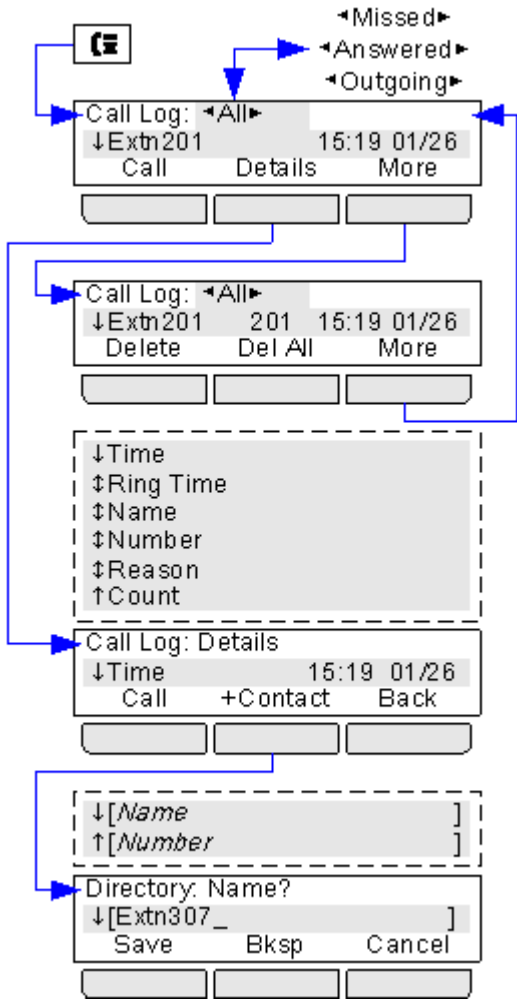 ◂Missed▸
◂Answered▸
◂Outgoing▸
Call Log: ◂All▸
↓Extn201 15:19 01/26
Call Details More
Call Log: ◂All▸
↓Extn201 201 15:19 01/26
Delete Del All More
↓Time
↕Ring Time
↕Name
↕Number
↕Reason
↑Count
Call Log: Details
↓Time 15:19 01/26
Call +Contact Back
↓[Name ]
↑[Number ]
Directory: Name?
↓[Extn307_ ]
Save Bksp Cancel